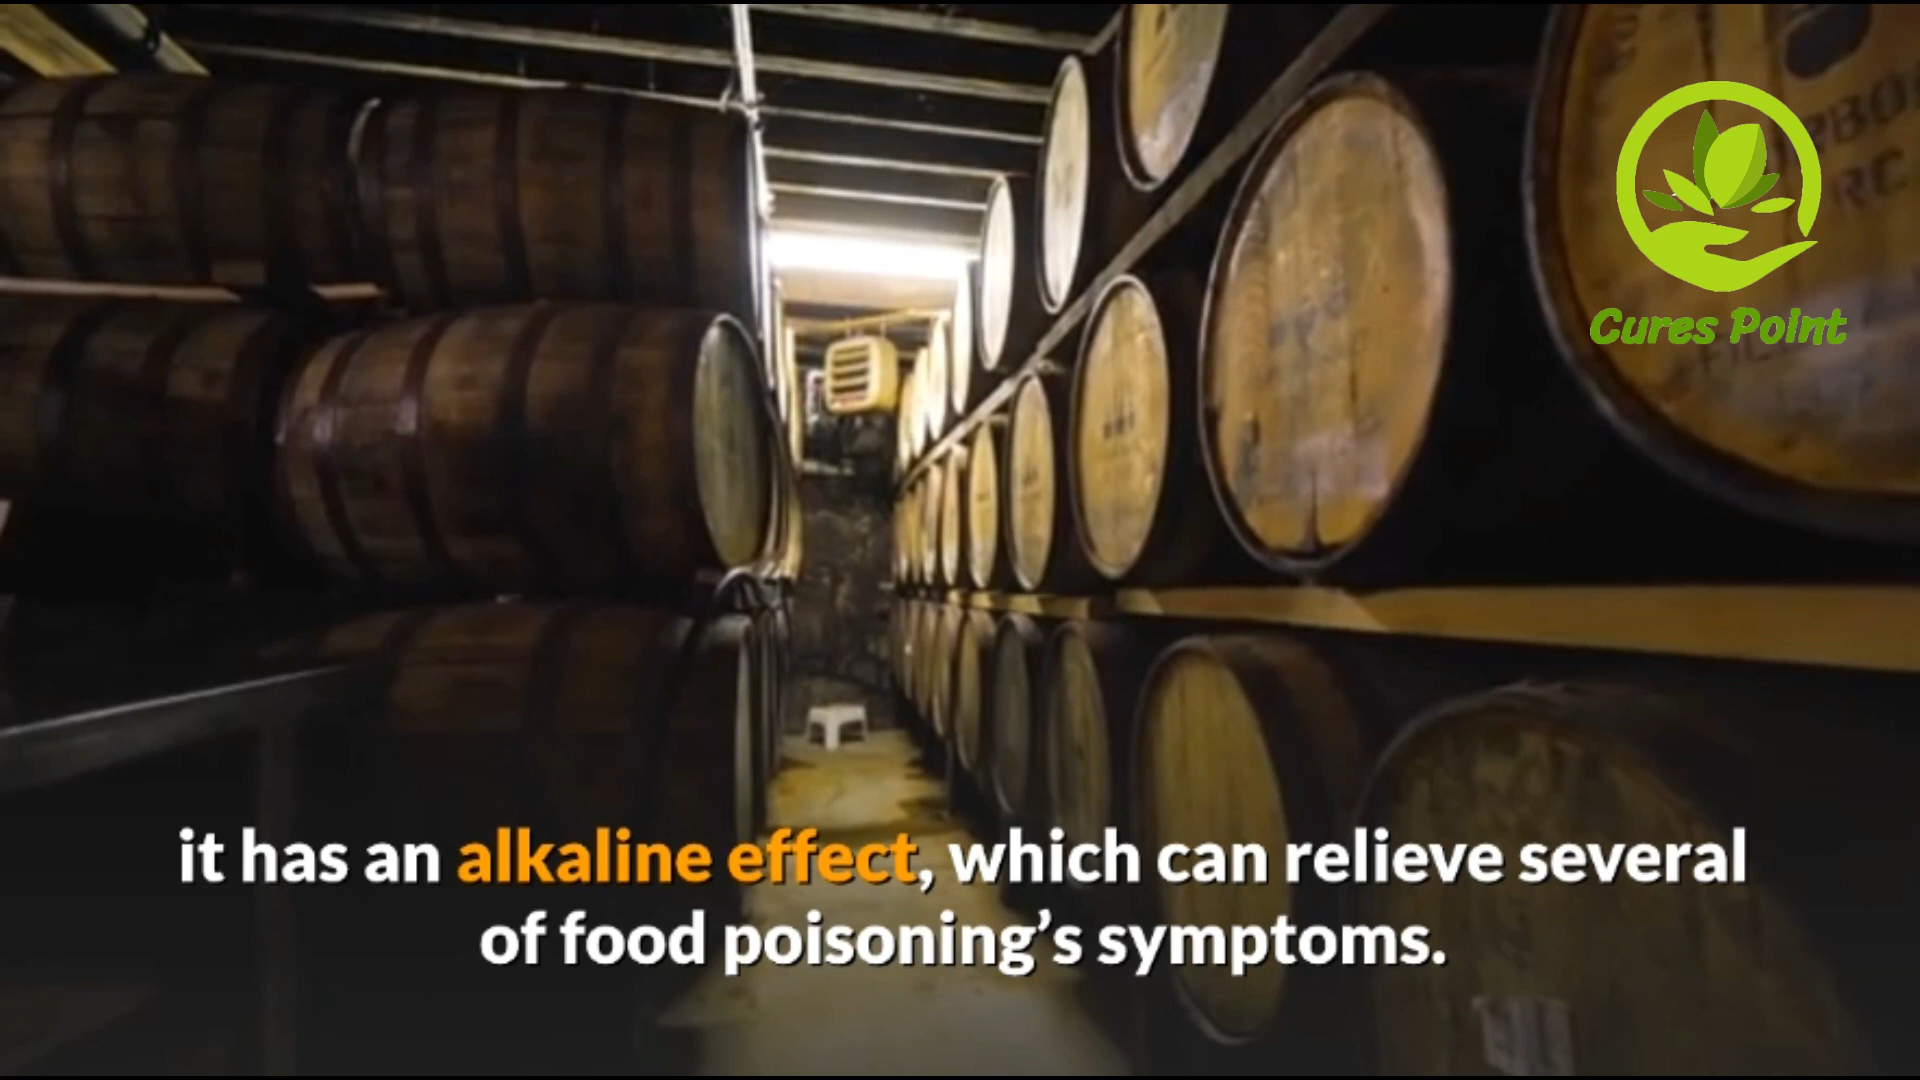 Cures Point
it has an alkaline effect, which can relieve several
of food poisoning’s symptoms.